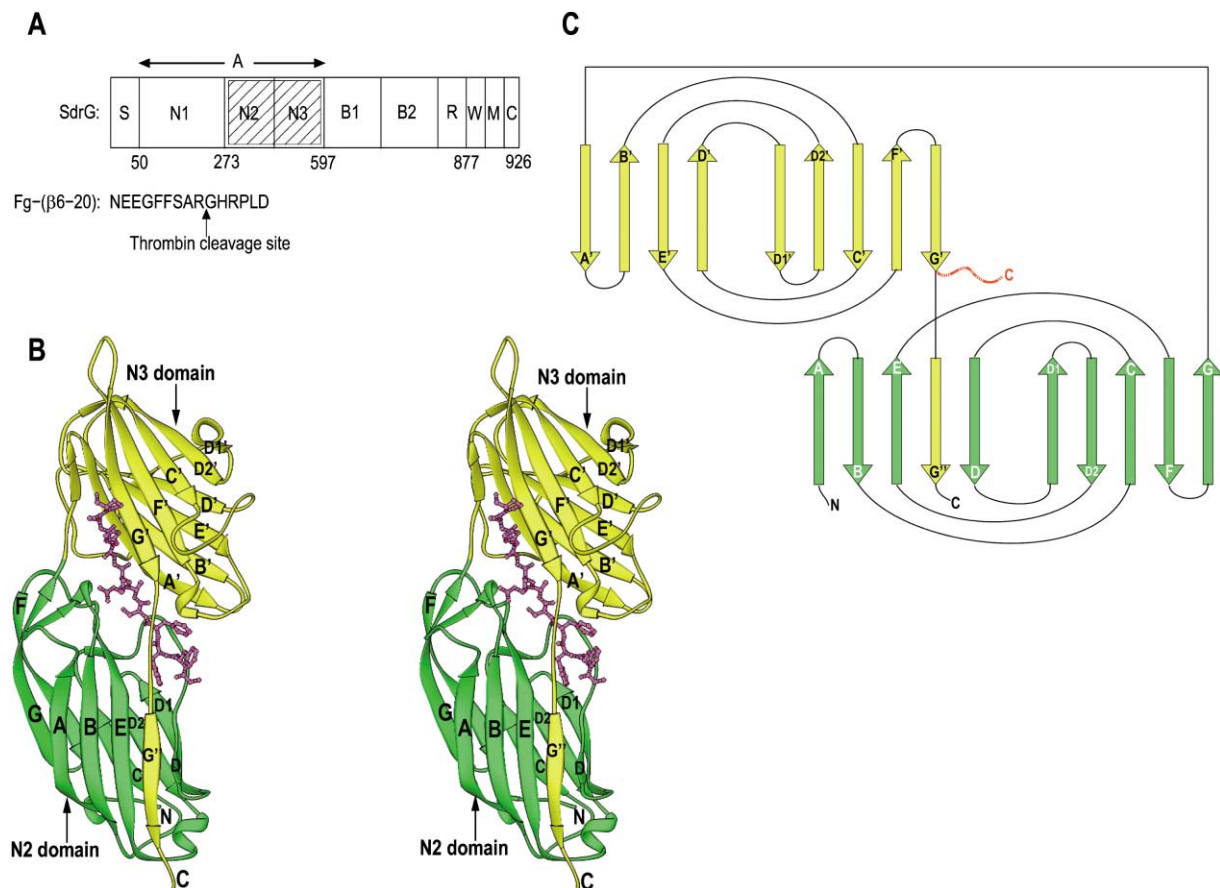 A
A
SdrG: S N1 N2 N3 B1 B2 R W M C
50 273 597 877 926
Fg-(β6-20): NEEGFFSARGHRPLD
Thrombin cleavage site
B
N3 domain
D1'
D2'
C'
D'
F'
E'
G'
B'
A'
F
D1
G A B E D2
G''
C D
N
N2 domain
C
N3 domain
D1'
D2'
C'
D'
F'
E'
G'
B'
A'
F
D1
G A B E D2
G''
C D
N
N2 domain
C
C
B' D' D2' F'
A' E' D1' C' G'
C
A E D1 C G
B G'' D D2 F
N C